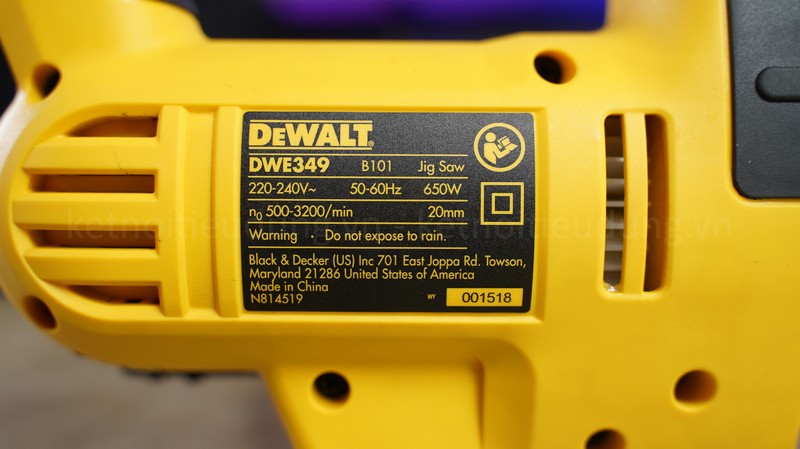 DEWALT®
DWE349 B101 Jig Saw
220-240V~ 50-60Hz 650W
n0 500-3200/min 20mm
Warning · Do not expose to rain.
Black & Decker (US) Inc 701 East Joppa Rd. Towson,
Maryland 21286 United States of America
Made in China
N814519
WY 001518